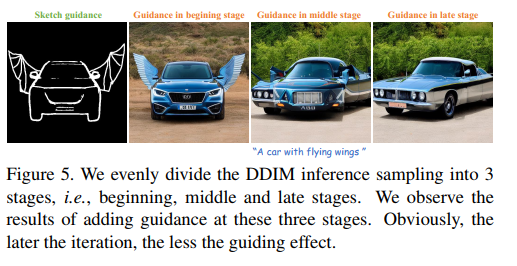 Sketch guidance
Guidance in begining stage
Guidance in middle stage
Guidance in late stage
"A car with flying wings "
Figure 5. We evenly divide the DDIM inference sampling into 3
stages, i.e., beginning, middle and late stages. We observe the
results of adding guidance at these three stages. Obviously, the
later the iteration, the less the guiding effect.